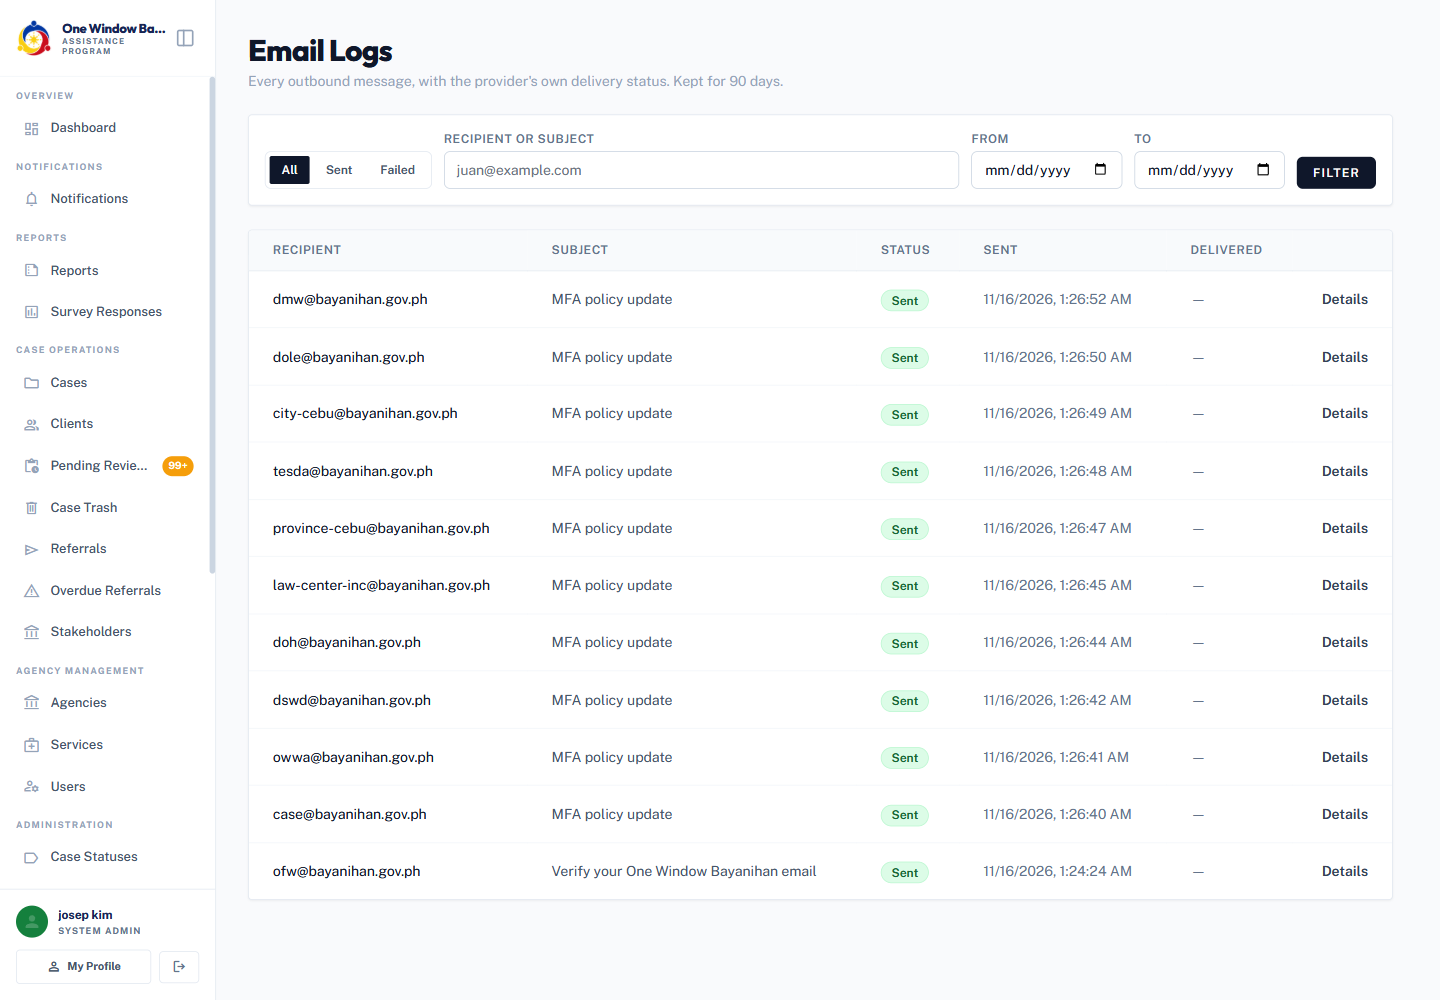 One Window Ba...
ASSISTANCE
PROGRAM
OVERVIEW
Dashboard
NOTIFICATIONS
Notifications
REPORTS
Reports
Survey Responses
CASE OPERATIONS
Cases
Clients
Pending Revie... 99+
Case Trash
Referrals
Overdue Referrals
Stakeholders
AGENCY MANAGEMENT
Agencies
Services
Users
ADMINISTRATION
Case Statuses
josep kim
SYSTEM ADMIN
My Profile
Email Logs
Every outbound message, with the provider's own delivery status. Kept for 90 days.
RECIPIENT OR SUBJECT FROM TO
All Sent Failed juan@example.com mm/dd/yyyy mm/dd/yyyy FILTER
RECIPIENT SUBJECT STATUS SENT DELIVERED
dmw@bayanihan.gov.ph MFA policy update Sent 11/16/2026, 1:26:52 AM — Details
dole@bayanihan.gov.ph MFA policy update Sent 11/16/2026, 1:26:50 AM — Details
city-cebu@bayanihan.gov.ph MFA policy update Sent 11/16/2026, 1:26:49 AM — Details
tesda@bayanihan.gov.ph MFA policy update Sent 11/16/2026, 1:26:48 AM — Details
province-cebu@bayanihan.gov.ph MFA policy update Sent 11/16/2026, 1:26:47 AM — Details
law-center-inc@bayanihan.gov.ph MFA policy update Sent 11/16/2026, 1:26:45 AM — Details
doh@bayanihan.gov.ph MFA policy update Sent 11/16/2026, 1:26:44 AM — Details
dswd@bayanihan.gov.ph MFA policy update Sent 11/16/2026, 1:26:42 AM — Details
owwa@bayanihan.gov.ph MFA policy update Sent 11/16/2026, 1:26:41 AM — Details
case@bayanihan.gov.ph MFA policy update Sent 11/16/2026, 1:26:40 AM — Details
ofw@bayanihan.gov.ph Verify your One Window Bayanihan email Sent 11/16/2026, 1:24:24 AM — Details